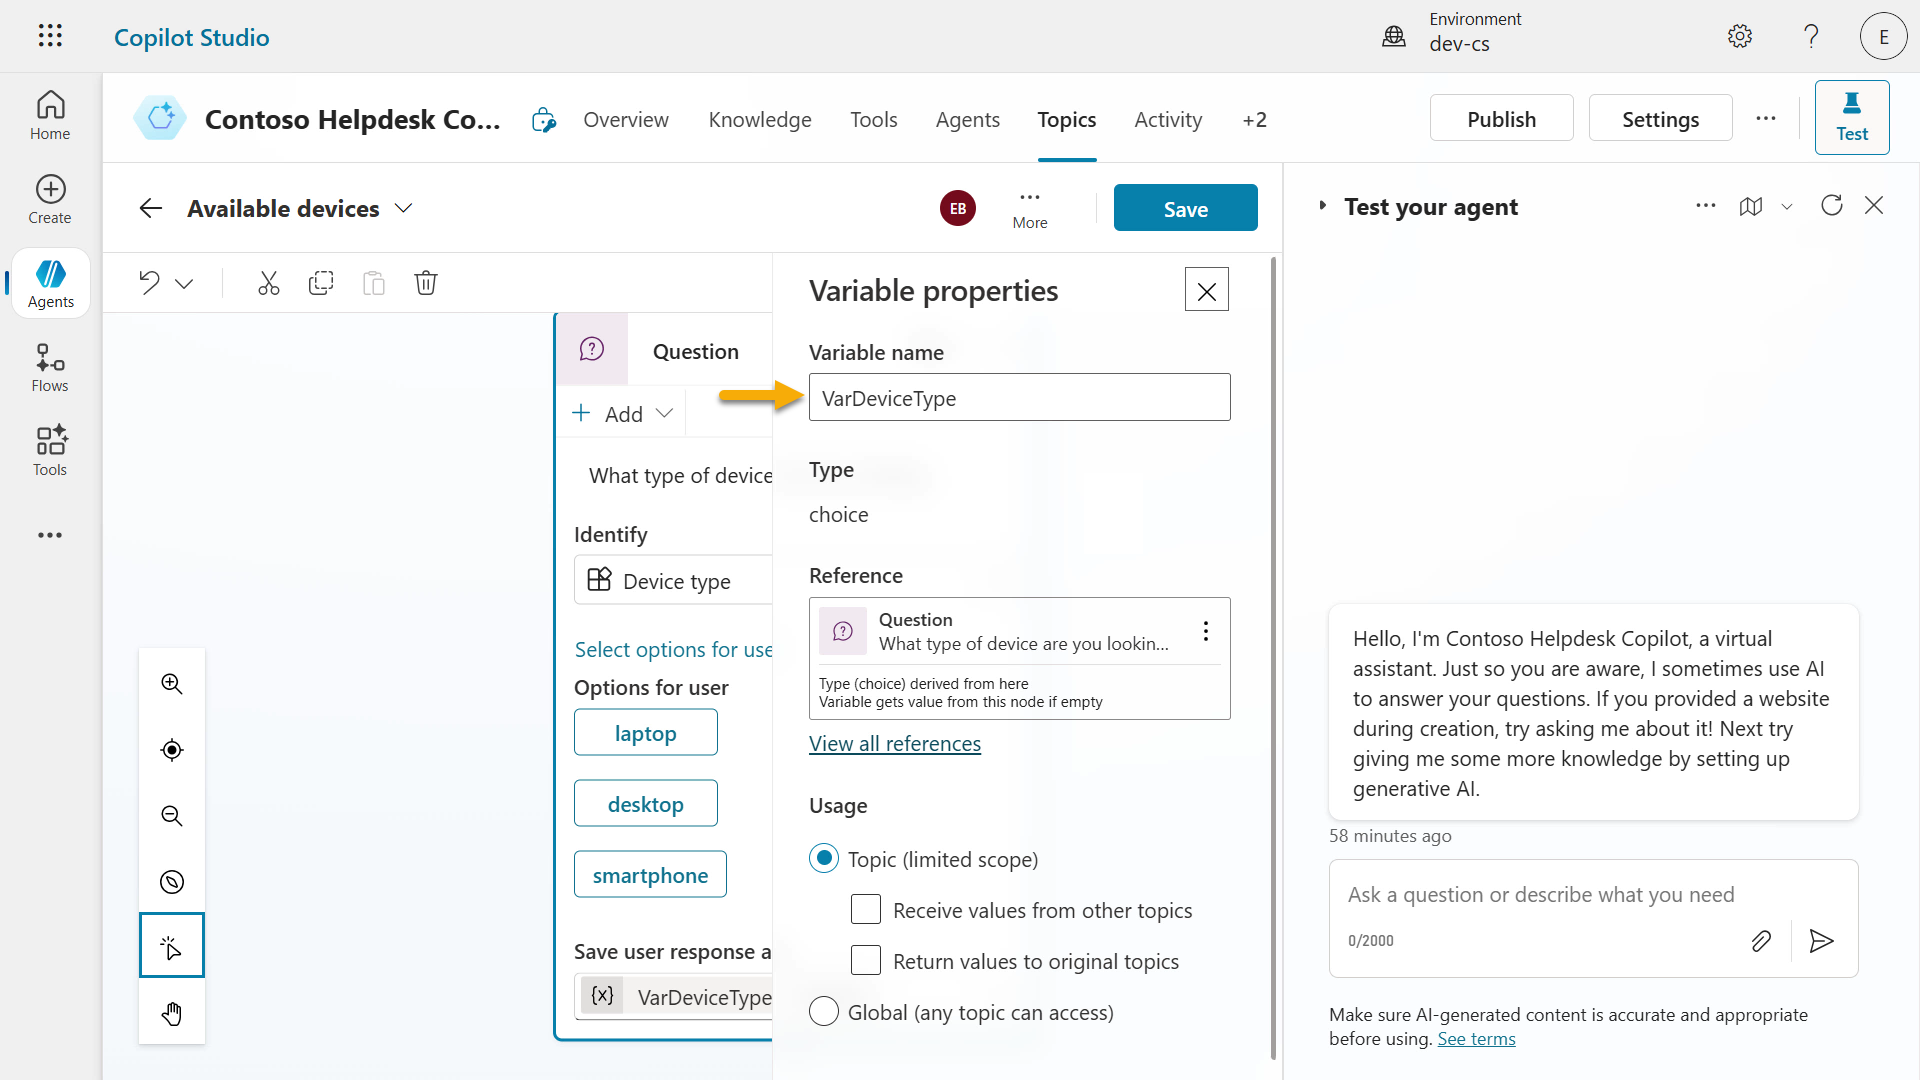 Copilot Studio
Environment
dev-cs
E
Home
Create
Agents
Flows
Tools
Contoso Helpdesk Co...
Overview
Knowledge
Tools
Agents
Topics
Activity
+2
Publish
Settings
Test
Available devices
EB
More
Save
Question
Add
What type of device
Identify
Device type
Select options for use
Options for user
laptop
desktop
smartphone
Save user response a
{x} VarDeviceType
Variable properties
Variable name
VarDeviceType
Type
choice
Reference
Question
What type of device are you lookin...
Type (choice) derived from here
Variable gets value from this node if empty
View all references
Usage
Topic (limited scope)
Receive values from other topics
Return values to original topics
Global (any topic can access)
Test your agent
Hello, I'm Contoso Helpdesk Copilot, a virtual
assistant. Just so you are aware, I sometimes use AI
to answer your questions. If you provided a website
during creation, try asking me about it! Next try
giving me some more knowledge by setting up
generative AI.
58 minutes ago
Ask a question or describe what you need
0/2000
Make sure AI-generated content is accurate and appropriate
before using. See terms